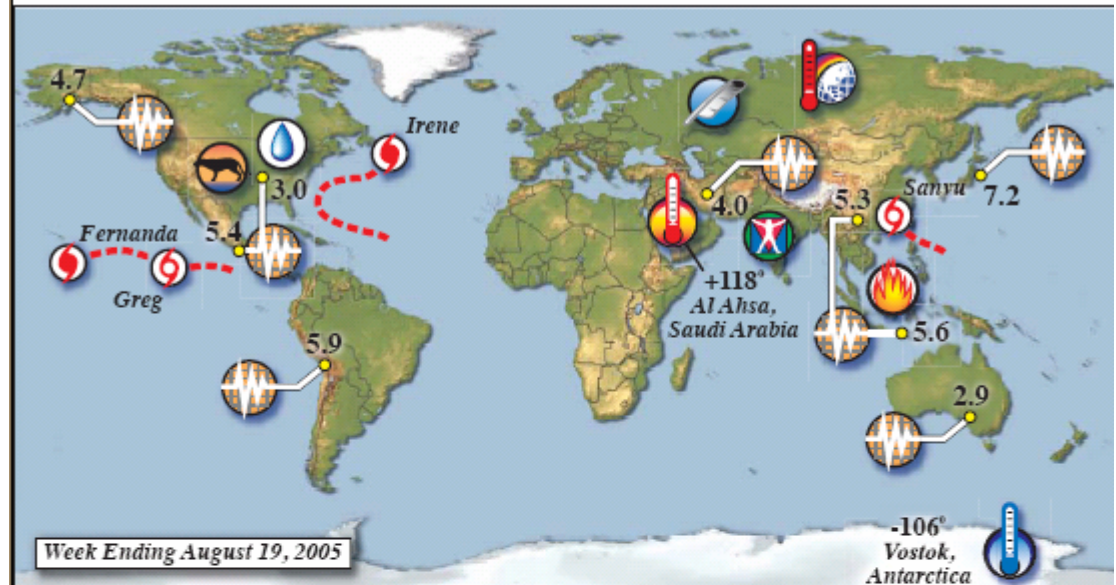 4.7
Irene
3.0
Fernanda
5.4
Greg
5.9
4.0
5.3
Sanvu
7.2
+118°
Al Ahsa,
Saudi Arabia
5.6
2.9
-106°
Vostok,
Antarctica
Week Ending August 19, 2005